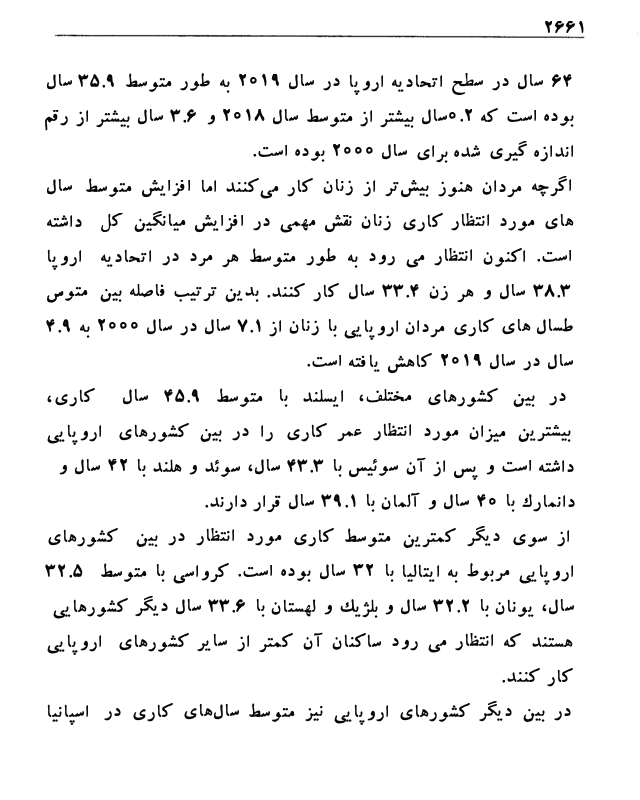 ۲۶۶۱
۶۴ سال در سطح اتحادیه اروپا در سال ۲۰۱۹ به طور متوسط ۳۵.۹ سال
بوده است که ۰.۲سال بیشتر از متوسط سال ۲۰۱۸ و ۳.۶ سال بیشتر از رقم
اندازه گیری شده برای سال ۲۰۰۰ بوده است.
اگرچه مردان هنوز بیش‌تر از زنان کار می‌کنند اما افزایش متوسط سال
های مورد انتظار کاری زنان نقش مهمی در افزایش میانگین کل داشته
است. اکنون انتظار می رود به طور متوسط هر مرد در اتحادیه اروپا
۳۸.۳ سال و هر زن ۳۳.۴ سال کار کنند. بدین ترتیب فاصله بین متوس
طسال های کاری مردان اروپایی با زنان از ۷.۱ سال در سال ۲۰۰۰ به ۴.۹
سال در سال ۲۰۱۹ کاهش یافته است.
در بین کشورهای مختلف، ایسلند با متوسط ۴۵.۹ سال کاری،
بیشترین میزان مورد انتظار عمر کاری را در بین کشورهای اروپایی
داشته است و پس از آن سوئیس با ۴۳.۳ سال، سوئد و هلند با ۴۲ سال و
دانمارك با ۴۰ سال و آلمان با ۳۹.۱ سال قرار دارند.
از سوی دیگر کمترین متوسط کاری مورد انتظار در بین کشورهای
اروپایی مربوط به ایتالیا با ۳۲ سال بوده است. کرواسی با متوسط ۳۲.۵
سال، یونان با ۳۲.۲ سال و بلژیك و لهستان با ۳۳.۶ سال دیگر کشورهایی
هستند که انتظار می رود ساکنان آن کمتر از سایر کشورهای اروپایی
کار کنند.
در بین دیگر کشورهای اروپایی نیز متوسط سال‌های کاری در اسپانیا